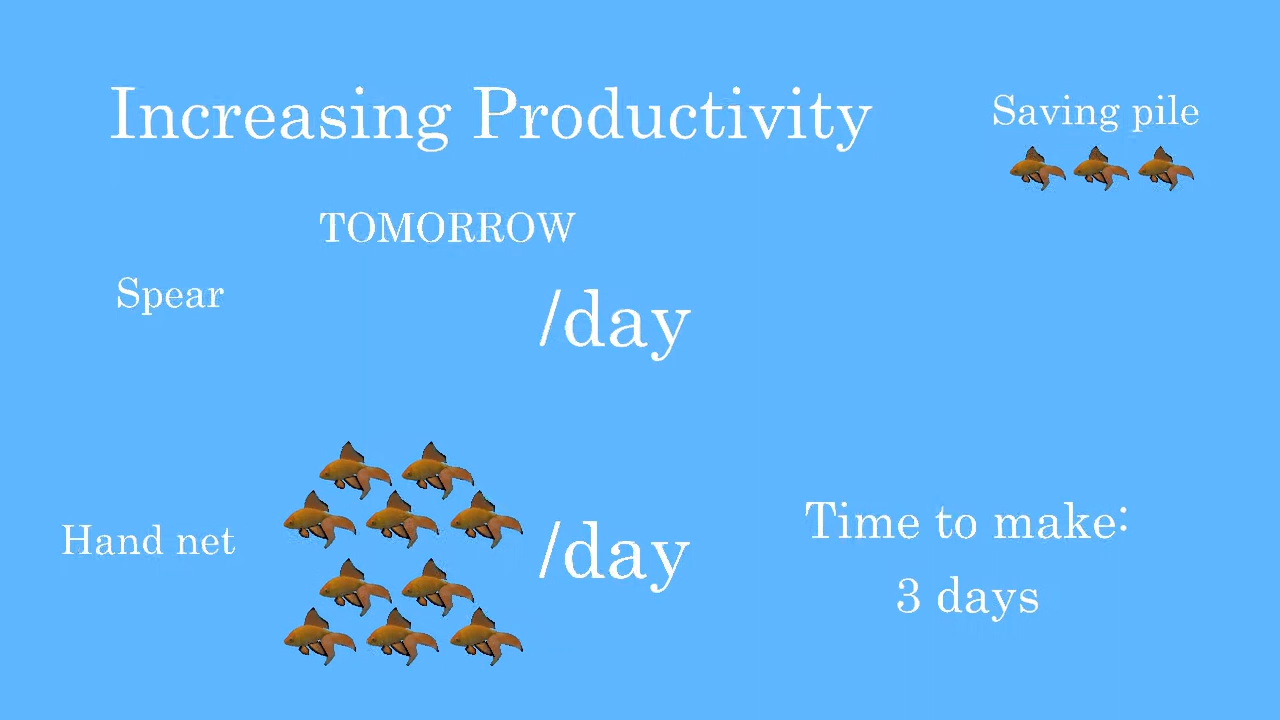 Increasing Productivity
Saving pile
TOMORROW
Spear
/day
Hand net
/day
Time to make:
3 days